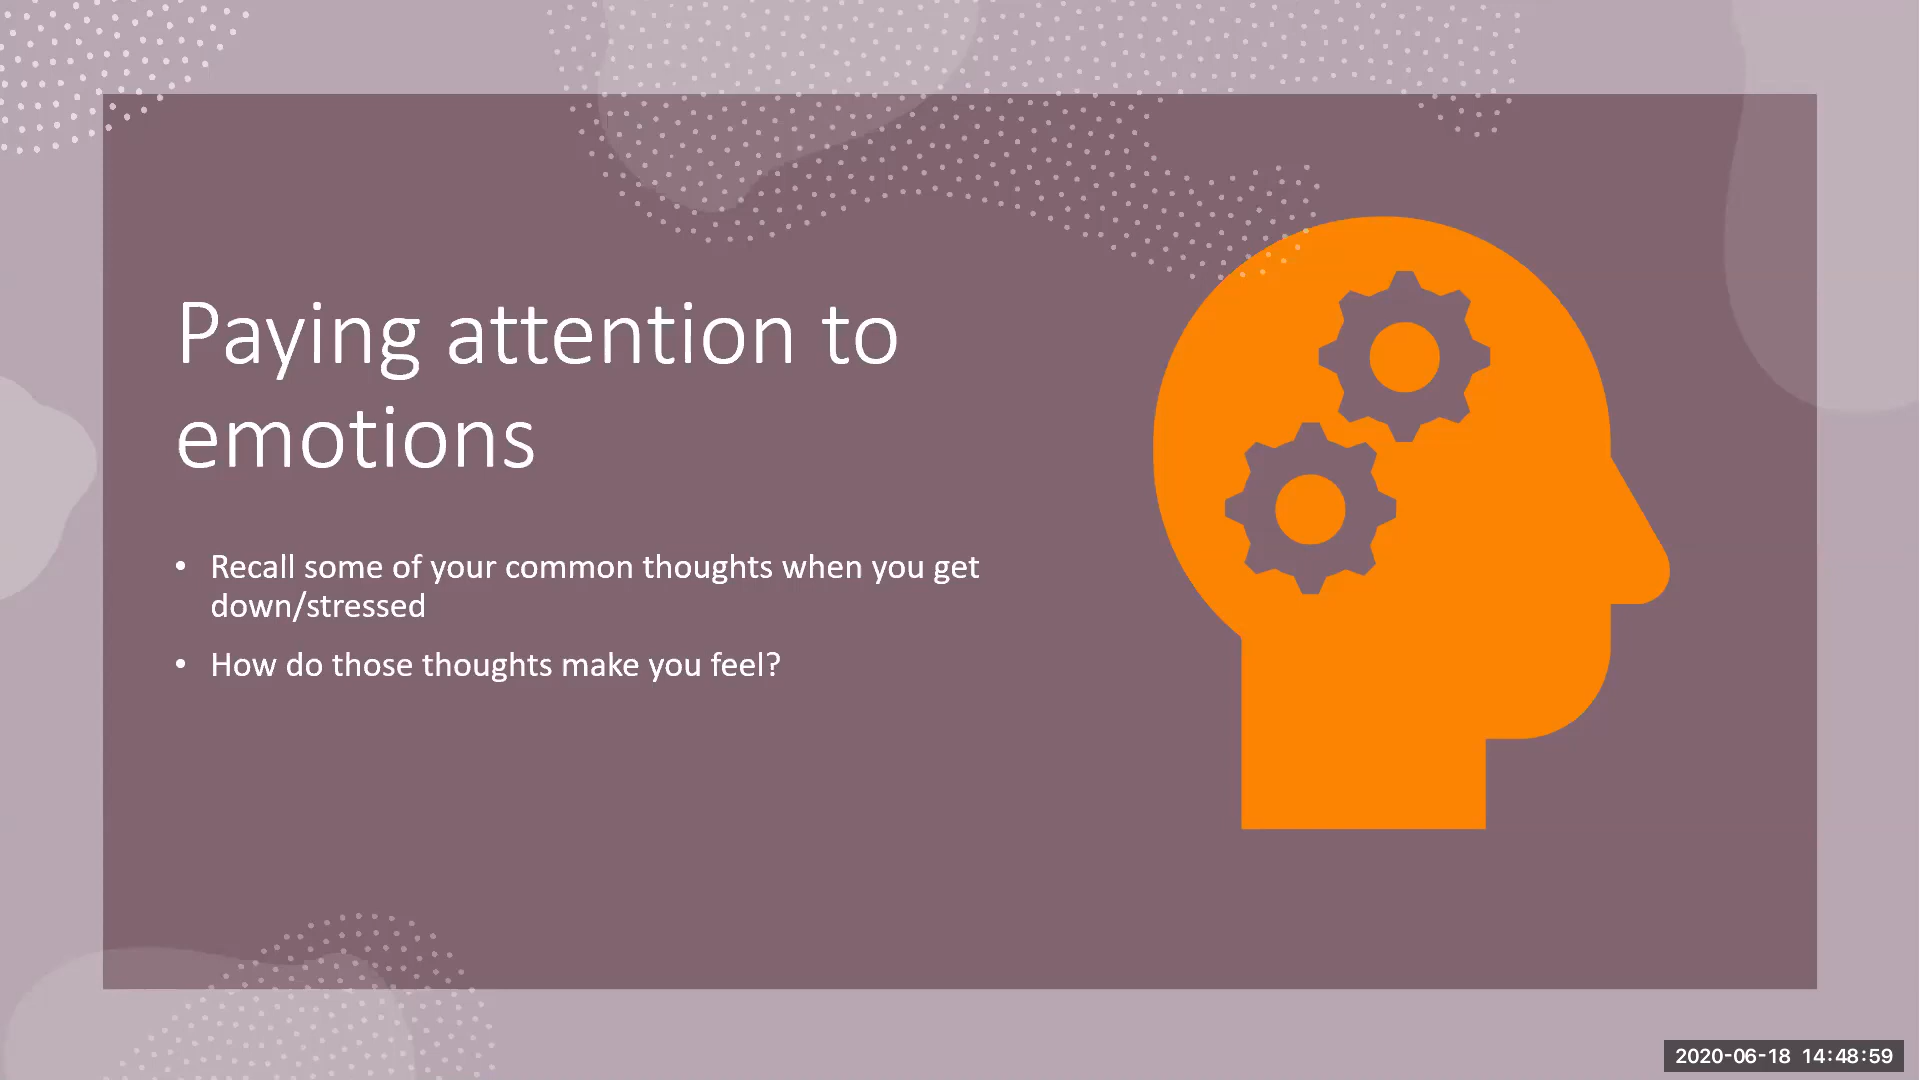 Paying attention to
emotions
• Recall some of your common thoughts when you get
down/stressed
• How do those thoughts make you feel?
2020-06-18 14:48:59